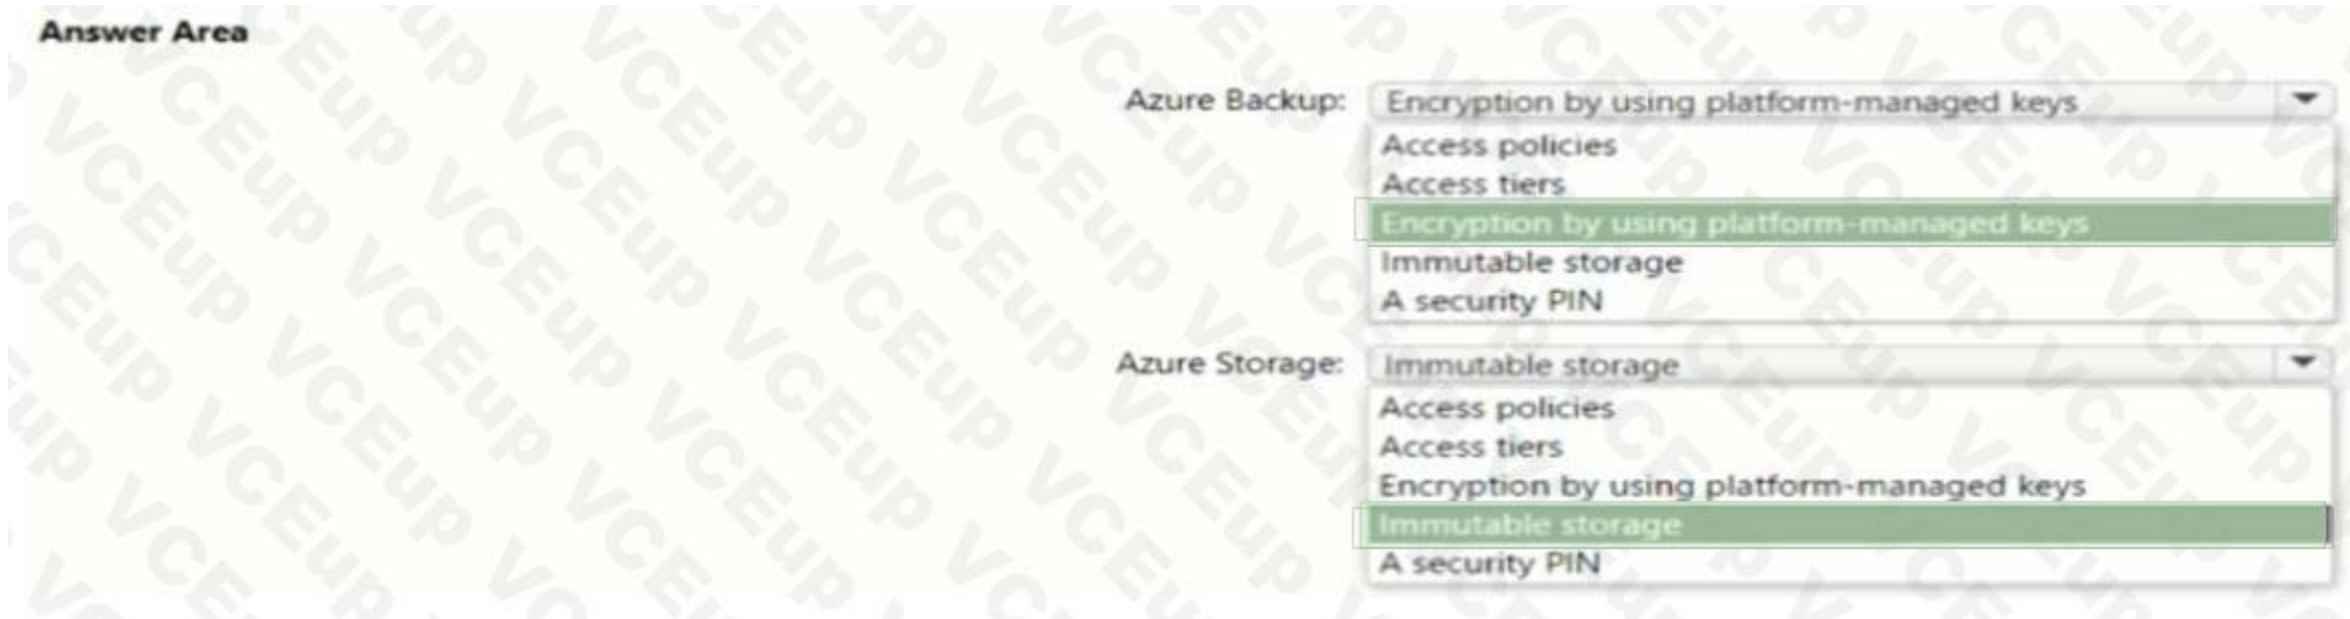 Answer Area
Azure Backup: Encryption by using platform-managed keys
Access policies
Access tiers
Encryption by using platform-managed keys
Immutable storage
A security PIN
Azure Storage: Immutable storage
Access policies
Access tiers
Encryption by using platform-managed keys
Immutable storage
A security PIN
VCEup